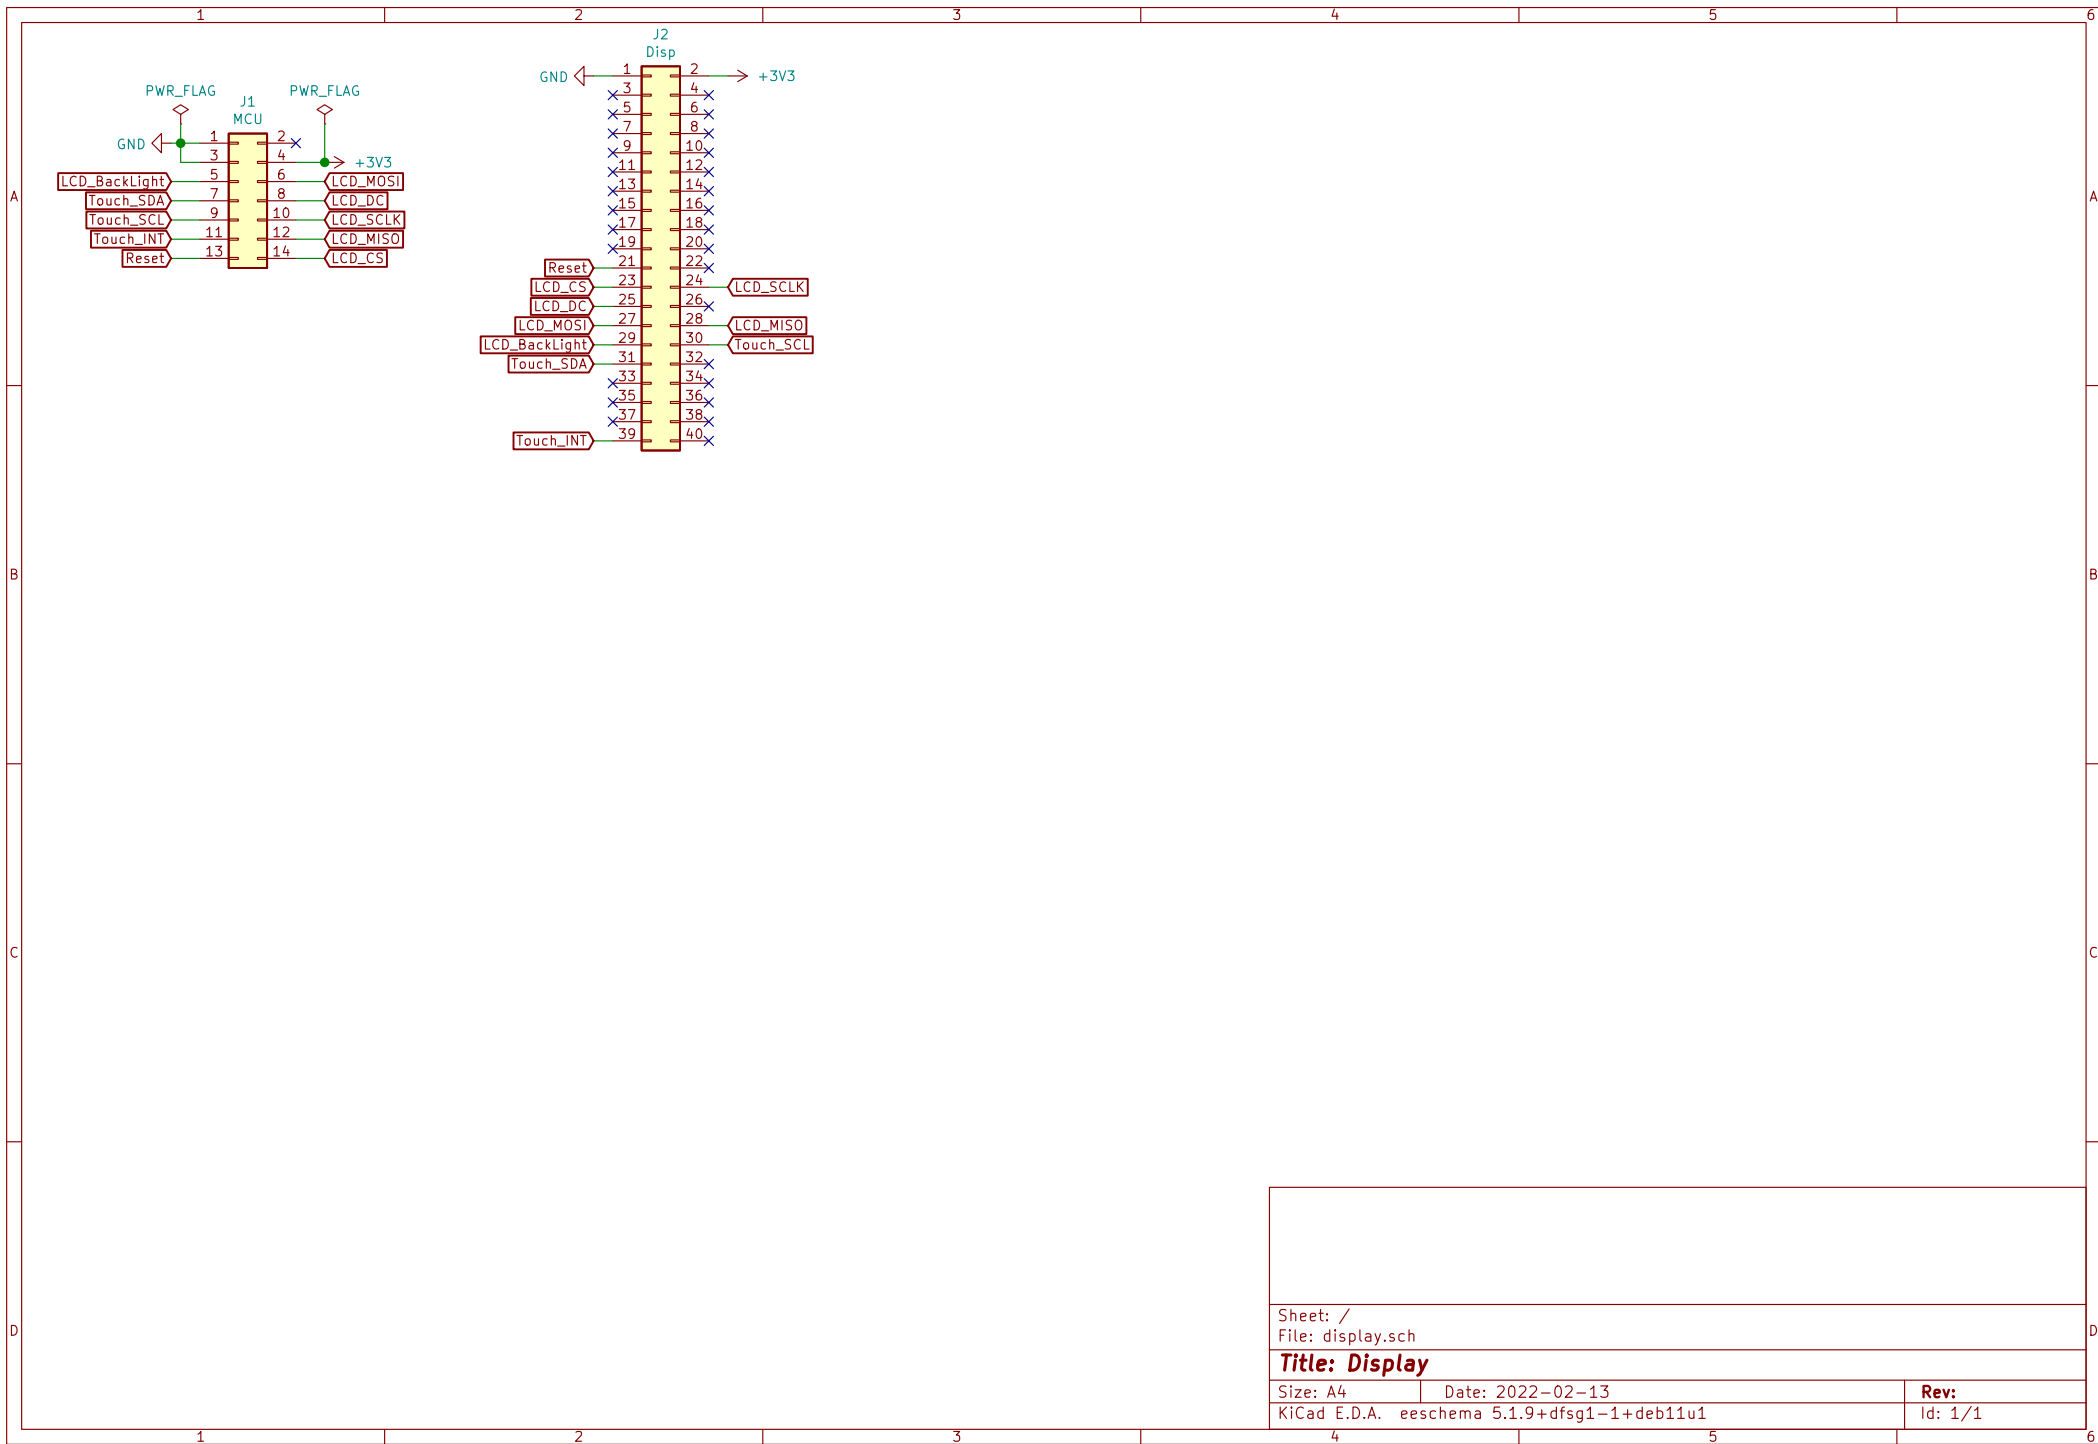 1 2 3 4 5 6
J2
Disp
GND 1 2 +3V3
3 4
5 6
7 8
9 10
11 12
13 14
15 16
17 18
19 20
Reset 21 22
LCD_CS 23 24 LCD_SCLK
LCD_DC 25 26
LCD_MOSI 27 28 LCD_MISO
LCD_BackLight 29 30 Touch_SCL
Touch_SDA 31 32
33 34
35 36
37 38
Touch_INT 39 40
PWR_FLAG PWR_FLAG
J1
MCU
GND 1 2
3 4 +3V3
LCD_BackLight 5 6 LCD_MOSI
Touch_SDA 7 8 LCD_DC
Touch_SCL 9 10 LCD_SCLK
Touch_INT 11 12 LCD_MISO
Reset 13 14 LCD_CS
A A
B B
C C
D D
Sheet: /
File: display.sch
Title: Display
Size: A4 Date: 2022-02-13 Rev:
KiCad E.D.A. eeschema 5.1.9+dfsg1-1+deb11u1 Id: 1/1
1 2 3 4 5 6